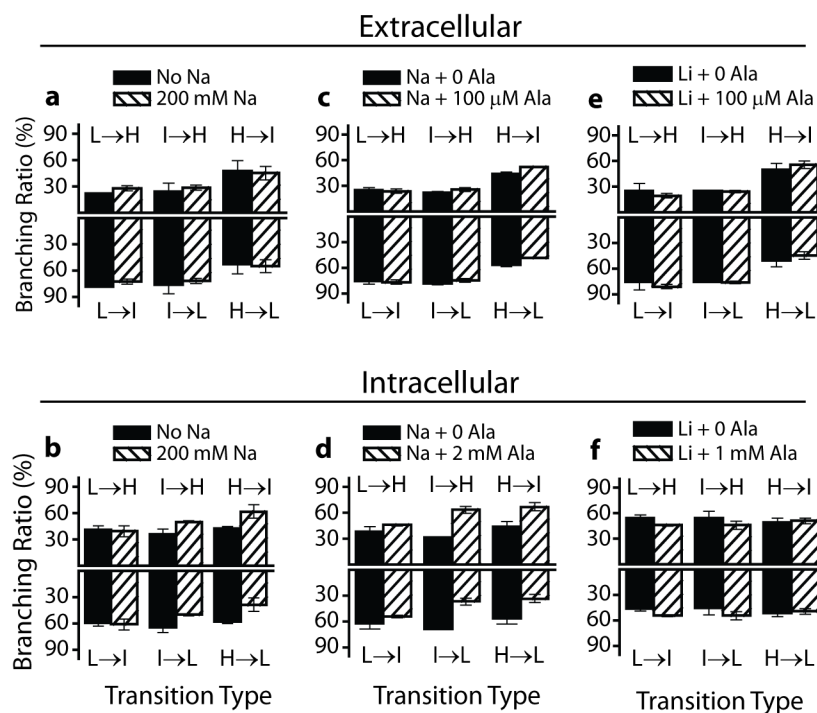 Extracellular
a
No Na
200 mM Na
Branching Ratio (%)
L→H
I→H
H→I
90
60
30
30
60
90
L→I
I→L
H→L
c
Na + 0 Ala
Na + 100 μM Ala
L→H
I→H
H→I
90
60
30
30
60
90
L→I
I→L
H→L
e
Li + 0 Ala
Li + 100 μM Ala
L→H
I→H
H→I
90
60
30
30
60
90
L→I
I→L
H→L
Intracellular
b
No Na
200 mM Na
Branching Ratio (%)
L→H
I→H
H→I
90
60
30
30
60
90
L→I
I→L
H→L
Transition Type
d
Na + 0 Ala
Na + 2 mM Ala
L→H
I→H
H→I
90
60
30
30
60
90
L→I
I→L
H→L
Transition Type
f
Li + 0 Ala
Li + 1 mM Ala
L→H
I→H
H→I
90
60
30
30
60
90
L→I
I→L
H→L
Transition Type